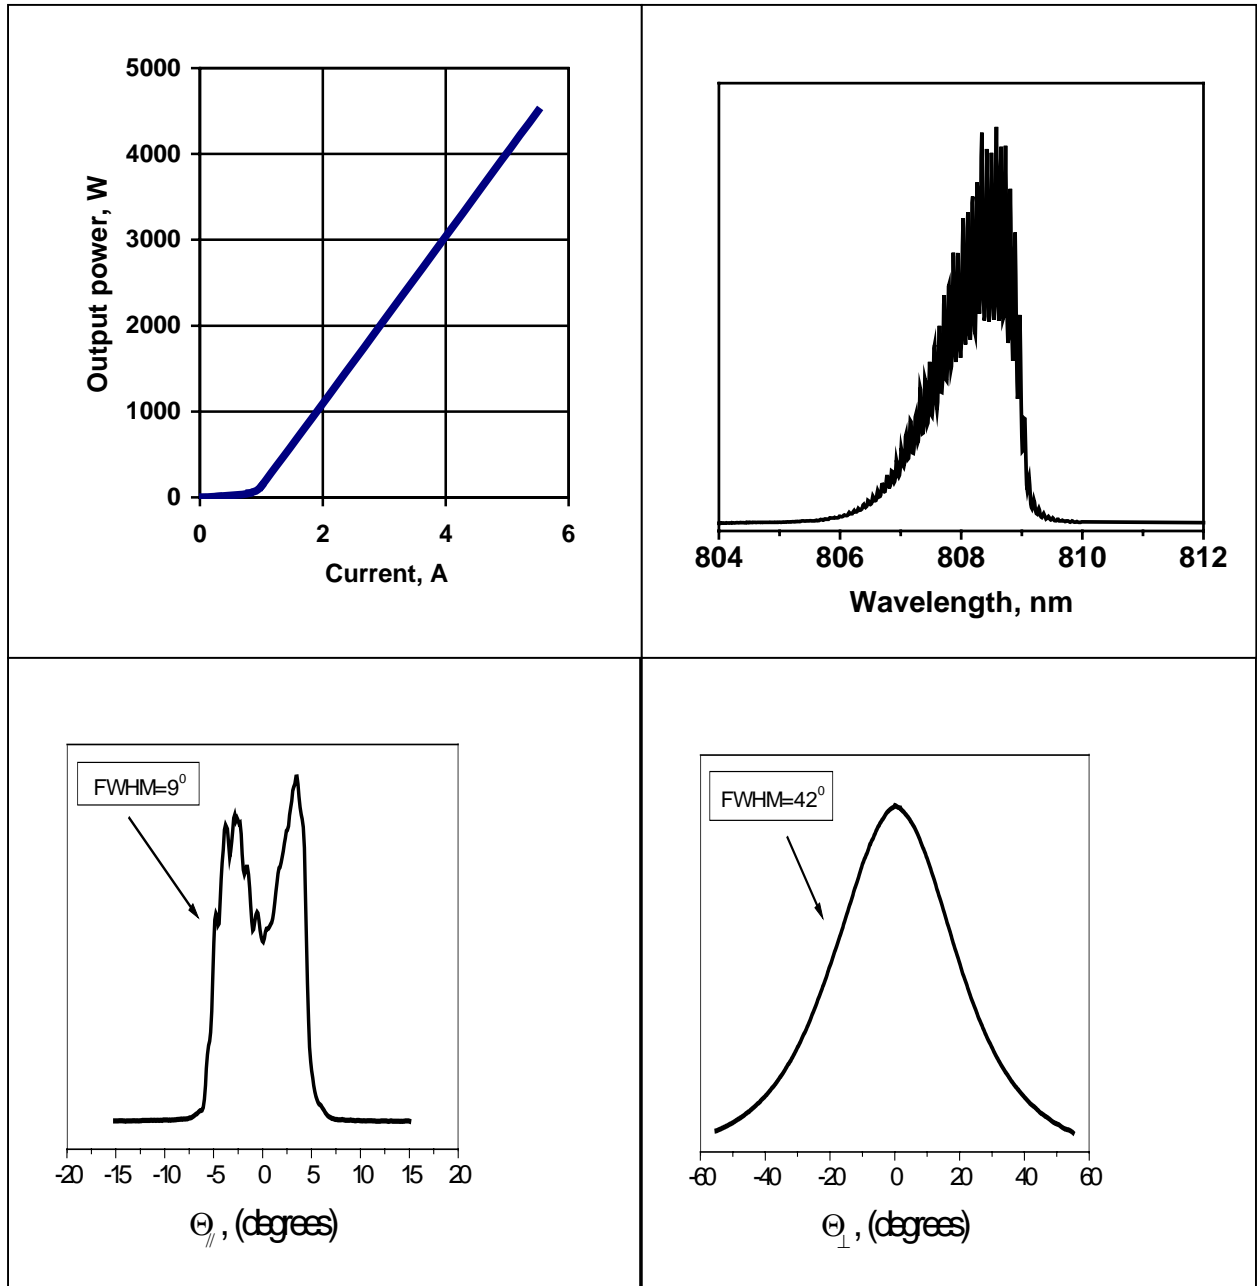 5000
4000
3000
2000
1000
0
0 2 4 6
Output power, W
Current, A
804 806 808 810 812
Wavelength, nm
FWHM=9⁰
-20 -15 -10 -5 0 5 10 15 20
Θ//, (degrees)
FWHM=42⁰
-60 -40 -20 0 20 40 60
Θ⊥, (degrees)